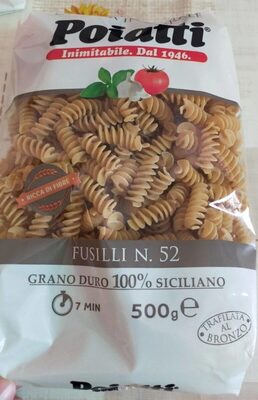 Poiatti
Inimitabile. Dal 1946.
RICCA DI FIBRE
FUSILLI N. 52
GRANO DURO 100% SICILIANO
7 MIN
500g e
TRAFILATA
AL
BRONZO
Poiatti